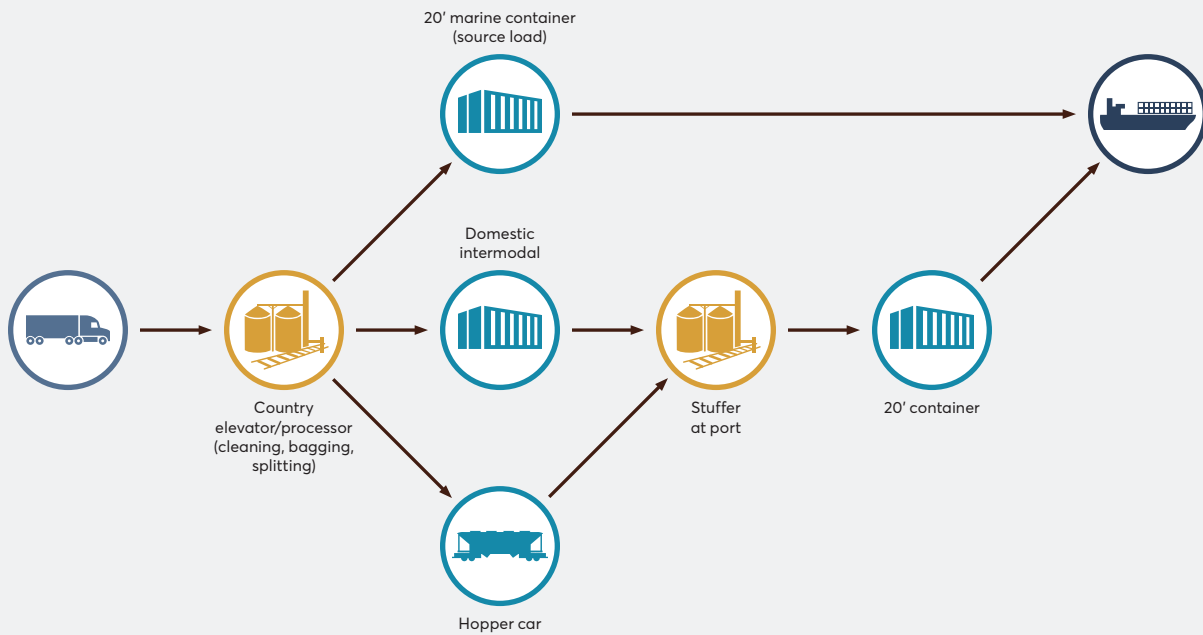 20' marine container
(source load)
Domestic
intermodal
Country
elevator/processor
(cleaning, bagging,
splitting)
Stuffer
at port
20' container
Hopper car